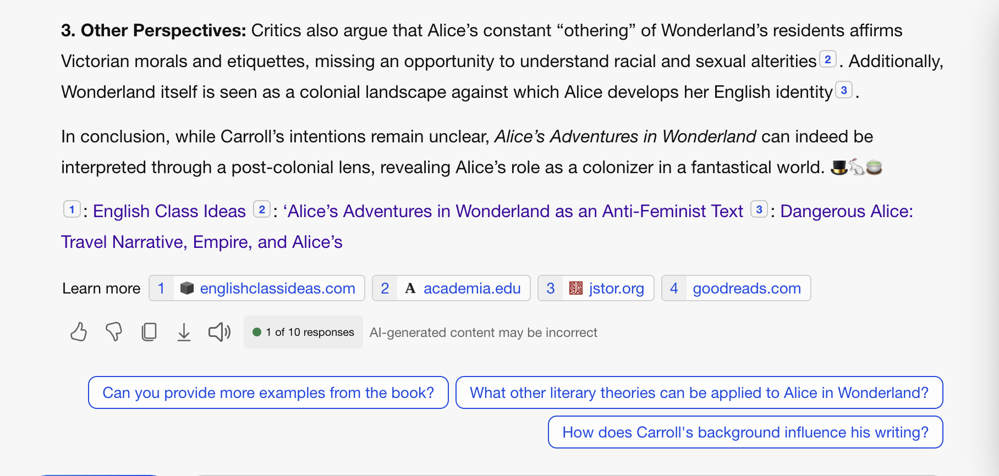 3. Other Perspectives: Critics also argue that Alice’s constant “othering” of Wonderland’s residents affirms
Victorian morals and etiquettes, missing an opportunity to understand racial and sexual alterities 2 . Additionally,
Wonderland itself is seen as a colonial landscape against which Alice develops her English identity 3 .
In conclusion, while Carroll’s intentions remain unclear, Alice’s Adventures in Wonderland can indeed be
interpreted through a post-colonial lens, revealing Alice’s role as a colonizer in a fantastical world. 🎩🐇🍵
1 : English Class Ideas 2 : ‘Alice’s Adventures in Wonderland as an Anti-Feminist Text 3 : Dangerous Alice:
Travel Narrative, Empire, and Alice’s
Learn more 1 englishclassideas.com 2 A academia.edu 3 jstor.org 4 goodreads.com
1 of 10 responses AI-generated content may be incorrect
Can you provide more examples from the book? What other literary theories can be applied to Alice in Wonderland?
How does Carroll's background influence his writing?